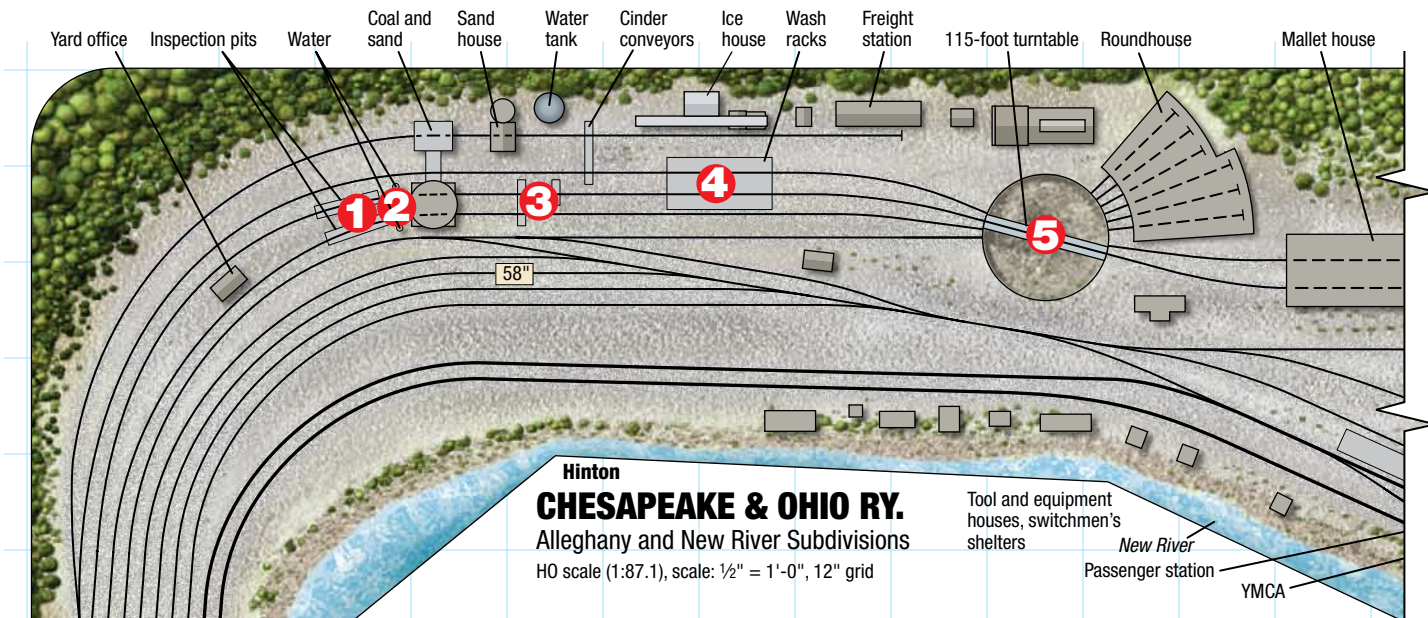 Yard office
Inspection pits
Water
Coal and
sand
Sand
house
Water
tank
Cinder
conveyors
Ice
house
Wash
racks
Freight
station
115-foot turntable
Roundhouse
Mallet house
1
2
3
4
5
58"
Hinton
CHESAPEAKE & OHIO RY.
Alleghany and New River Subdivisions
HO scale (1:87.1), scale: ½" = 1'-0", 12" grid
Tool and equipment
houses, switchmen's
shelters
New River
Passenger station
YMCA